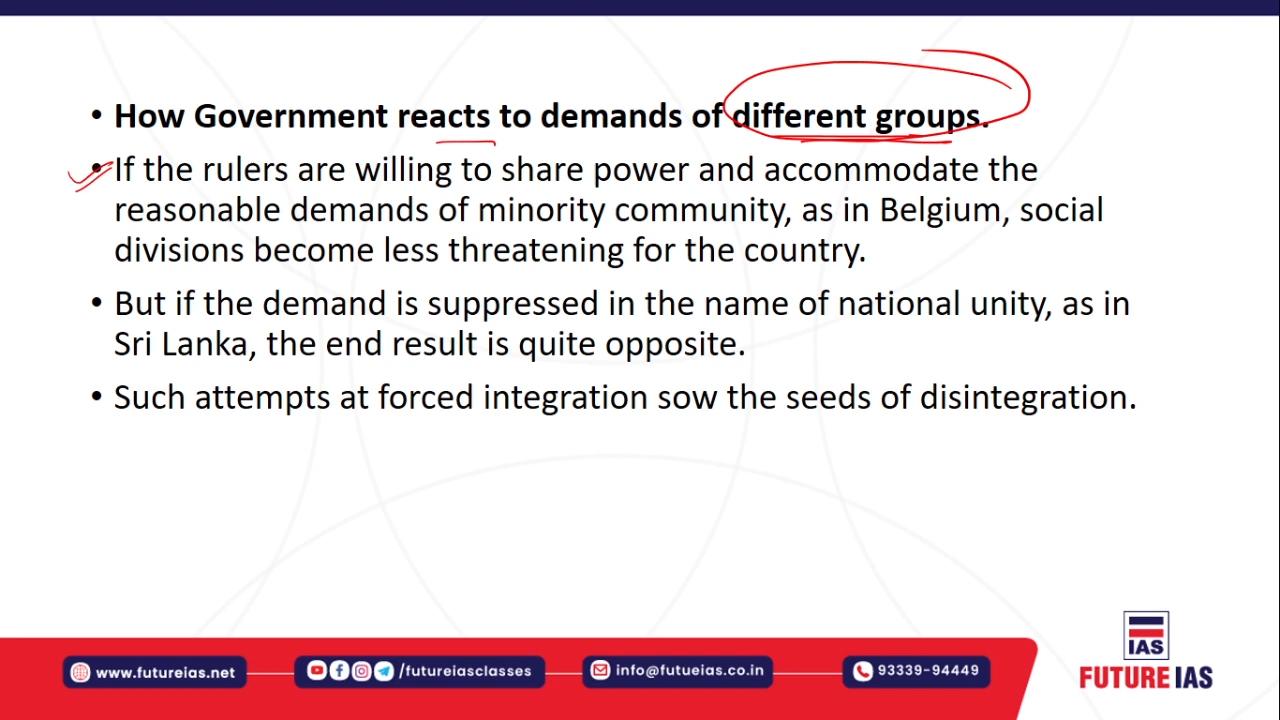 • How Government reacts to demands of different groups.
• If the rulers are willing to share power and accommodate the
reasonable demands of minority community, as in Belgium, social
divisions become less threatening for the country.
• But if the demand is suppressed in the name of national unity, as in
Sri Lanka, the end result is quite opposite.
• Such attempts at forced integration sow the seeds of disintegration.
IAS
www.futureias.net
/futureiasclasses
info@futueias.co.in
93339-94449
FUTURE IAS